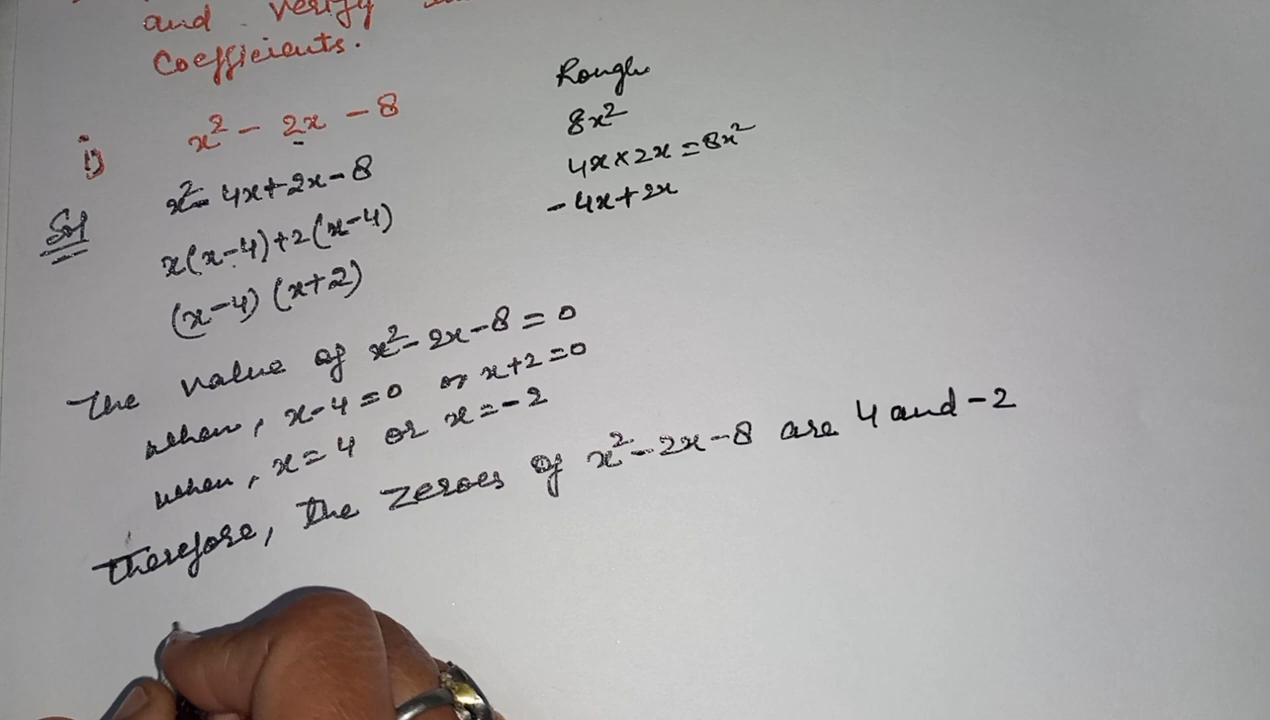 and verify
Coefficients.
i) x² - 2x - 8
Sol x² - 4x + 2x - 8
x(x-4)+2(x-4)
(x-4) (x+2)
The value of x² - 2x - 8 = 0
when, x-4=0 or x+2=0
when, x=4 or x=-2
Therefore, The zeroes of x² - 2x - 8 are 4 and -2
Rough
8x²
4x × 2x = 8x²
- 4x + 2x